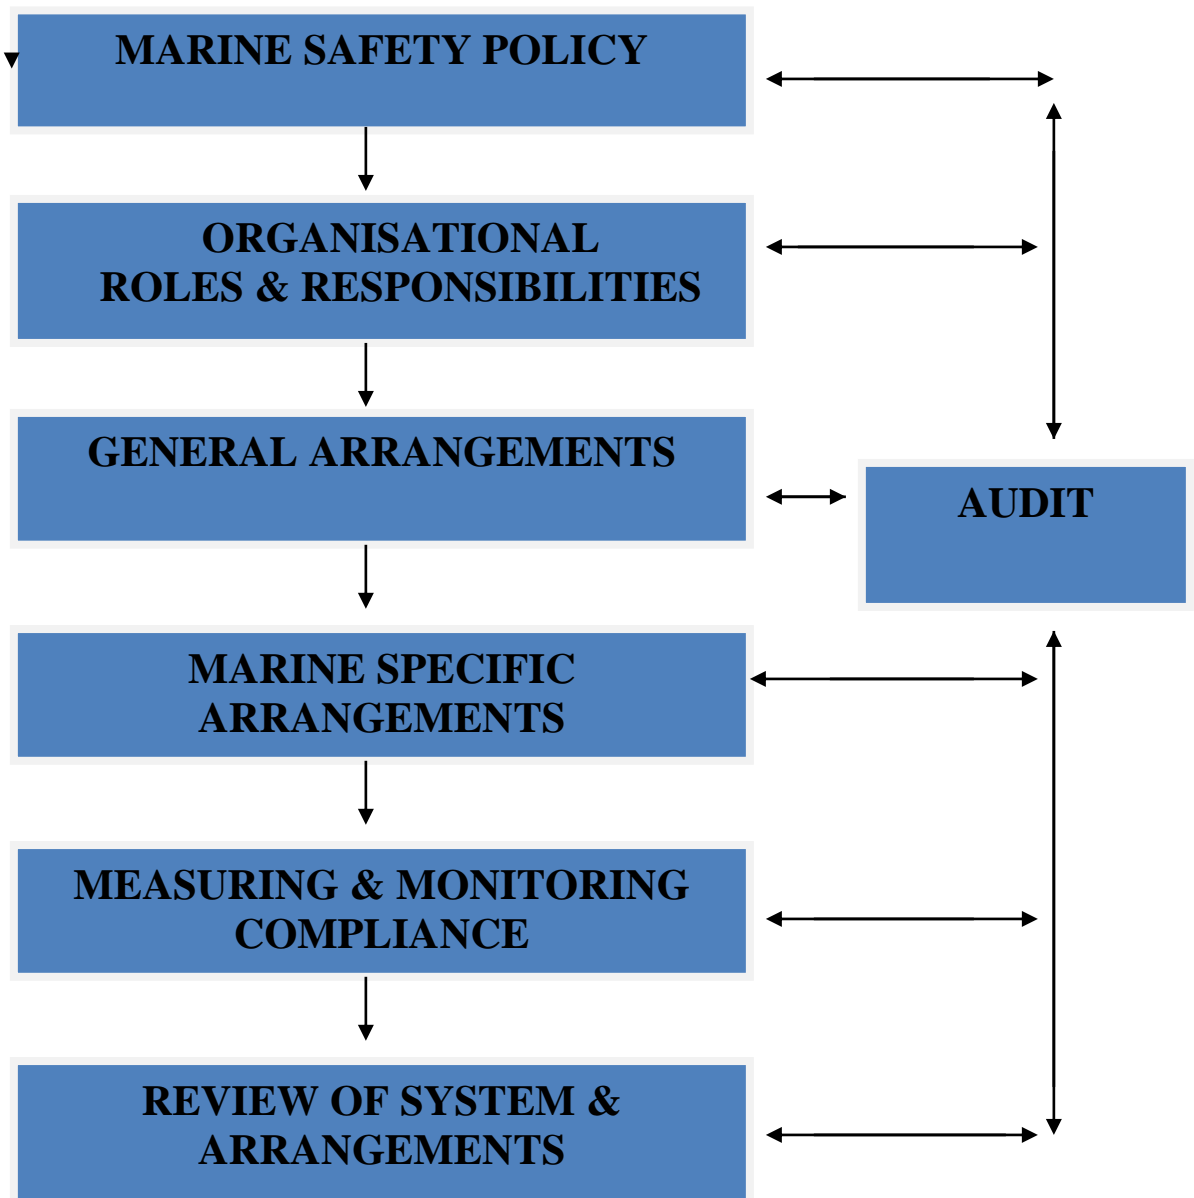 MARINE SAFETY POLICY
ORGANISATIONAL
ROLES & RESPONSIBILITIES
GENERAL ARRANGEMENTS
AUDIT
MARINE SPECIFIC
ARRANGEMENTS
MEASURING & MONITORING
COMPLIANCE
REVIEW OF SYSTEM &
ARRANGEMENTS